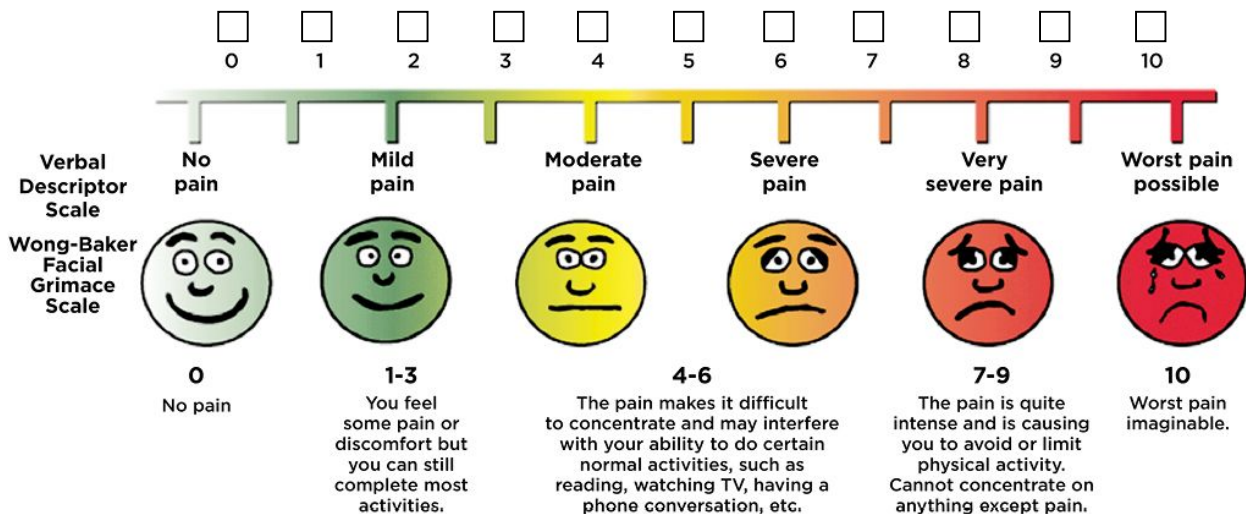 0 1 2 3 4 5 6 7 8 9 10
Verbal
Descriptor
Scale
No
pain
Mild
pain
Moderate
pain
Severe
pain
Very
severe pain
Worst pain
possible
Wong-Baker
Facial
Grimace
Scale
0
No pain
1-3
You feel
some pain or
discomfort but
you can still
complete most
activities.
4-6
The pain makes it difficult
to concentrate and may interfere
with your ability to do certain
normal activities, such as
reading, watching TV, having a
phone conversation, etc.
7-9
The pain is quite
intense and is causing
you to avoid or limit
physical activity.
Cannot concentrate on
anything except pain.
10
Worst pain
imaginable.